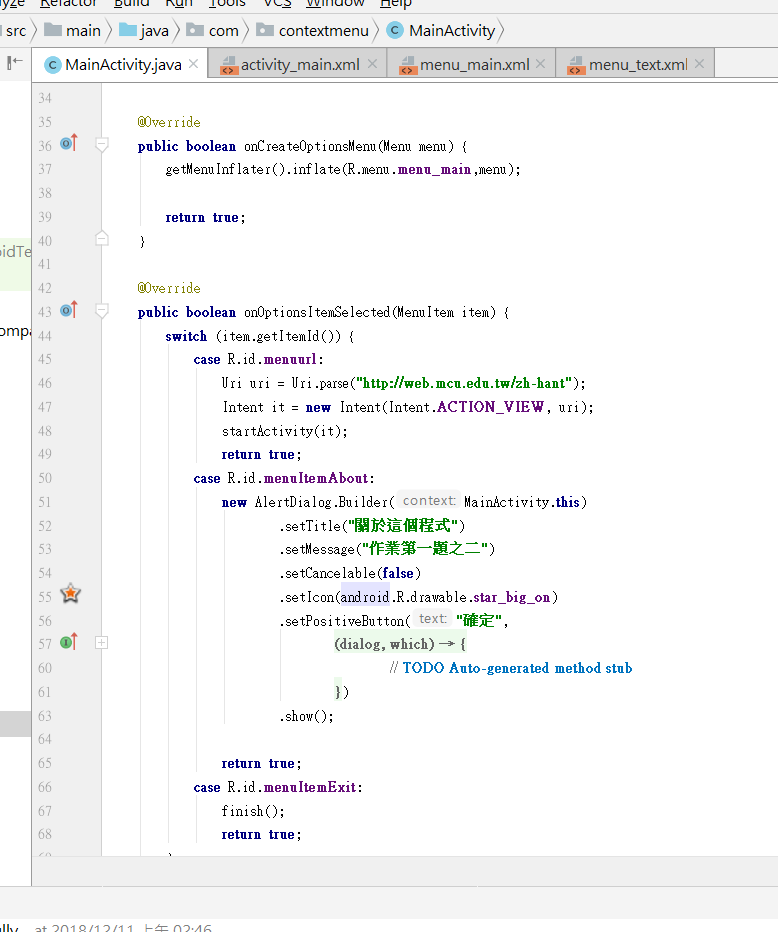 Refactor Build Run Tools VCS Window Help
src main java com contextmenu MainActivity
MainActivity.java activity_main.xml menu_main.xml menu_text.xml
34
35 @Override
36 public boolean onCreateOptionsMenu(Menu menu) {
37 getMenuInflater().inflate(R.menu.menu_main,menu);
38
39 return true;
40 }
41
42 @Override
43 public boolean onOptionsItemSelected(MenuItem item) {
44 switch (item.getItemId()) {
45 case R.id.menuurl:
46 Uri uri = Uri.parse("http://web.mcu.edu.tw/zh-hant");
47 Intent it = new Intent(Intent.ACTION_VIEW, uri);
48 startActivity(it);
49 return true;
50 case R.id.menuItemAbout:
51 new AlertDialog.Builder( context: MainActivity.this)
52 .setTitle("關於這個程式")
53 .setMessage("作業第一題之二")
54 .setCancelable(false)
55 .setIcon(android.R.drawable.star_big_on)
56 .setPositiveButton( text: "確定",
57 (dialog, which) → {
60 // TODO Auto-generated method stub
61 })
63 .show();
64
65 return true;
66 case R.id.menuItemExit:
67 finish();
68 return true;
at 2018/12/11 上午 02:46